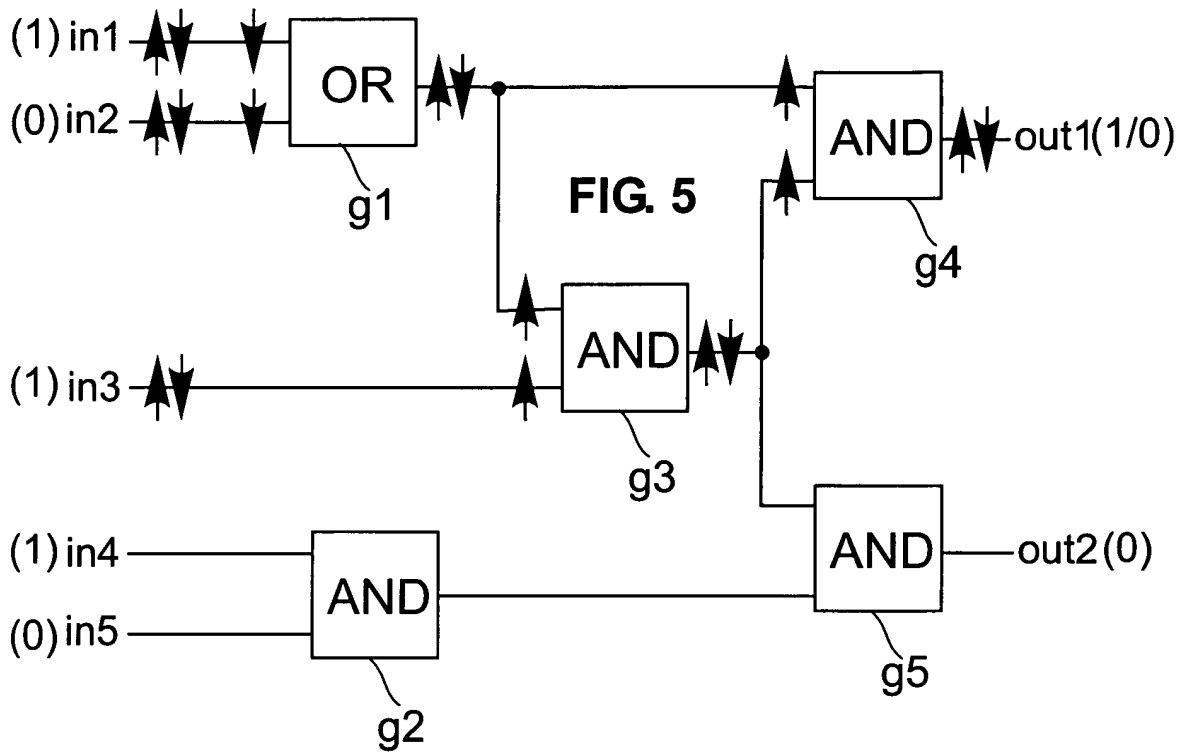 (1) in1
OR
(0) in2
g1
AND
out1(1/0)
FIG. 5
g4
AND
(1) in3
g3
(1) in4
AND
(0) in5
g2
AND
out2(0)
g5